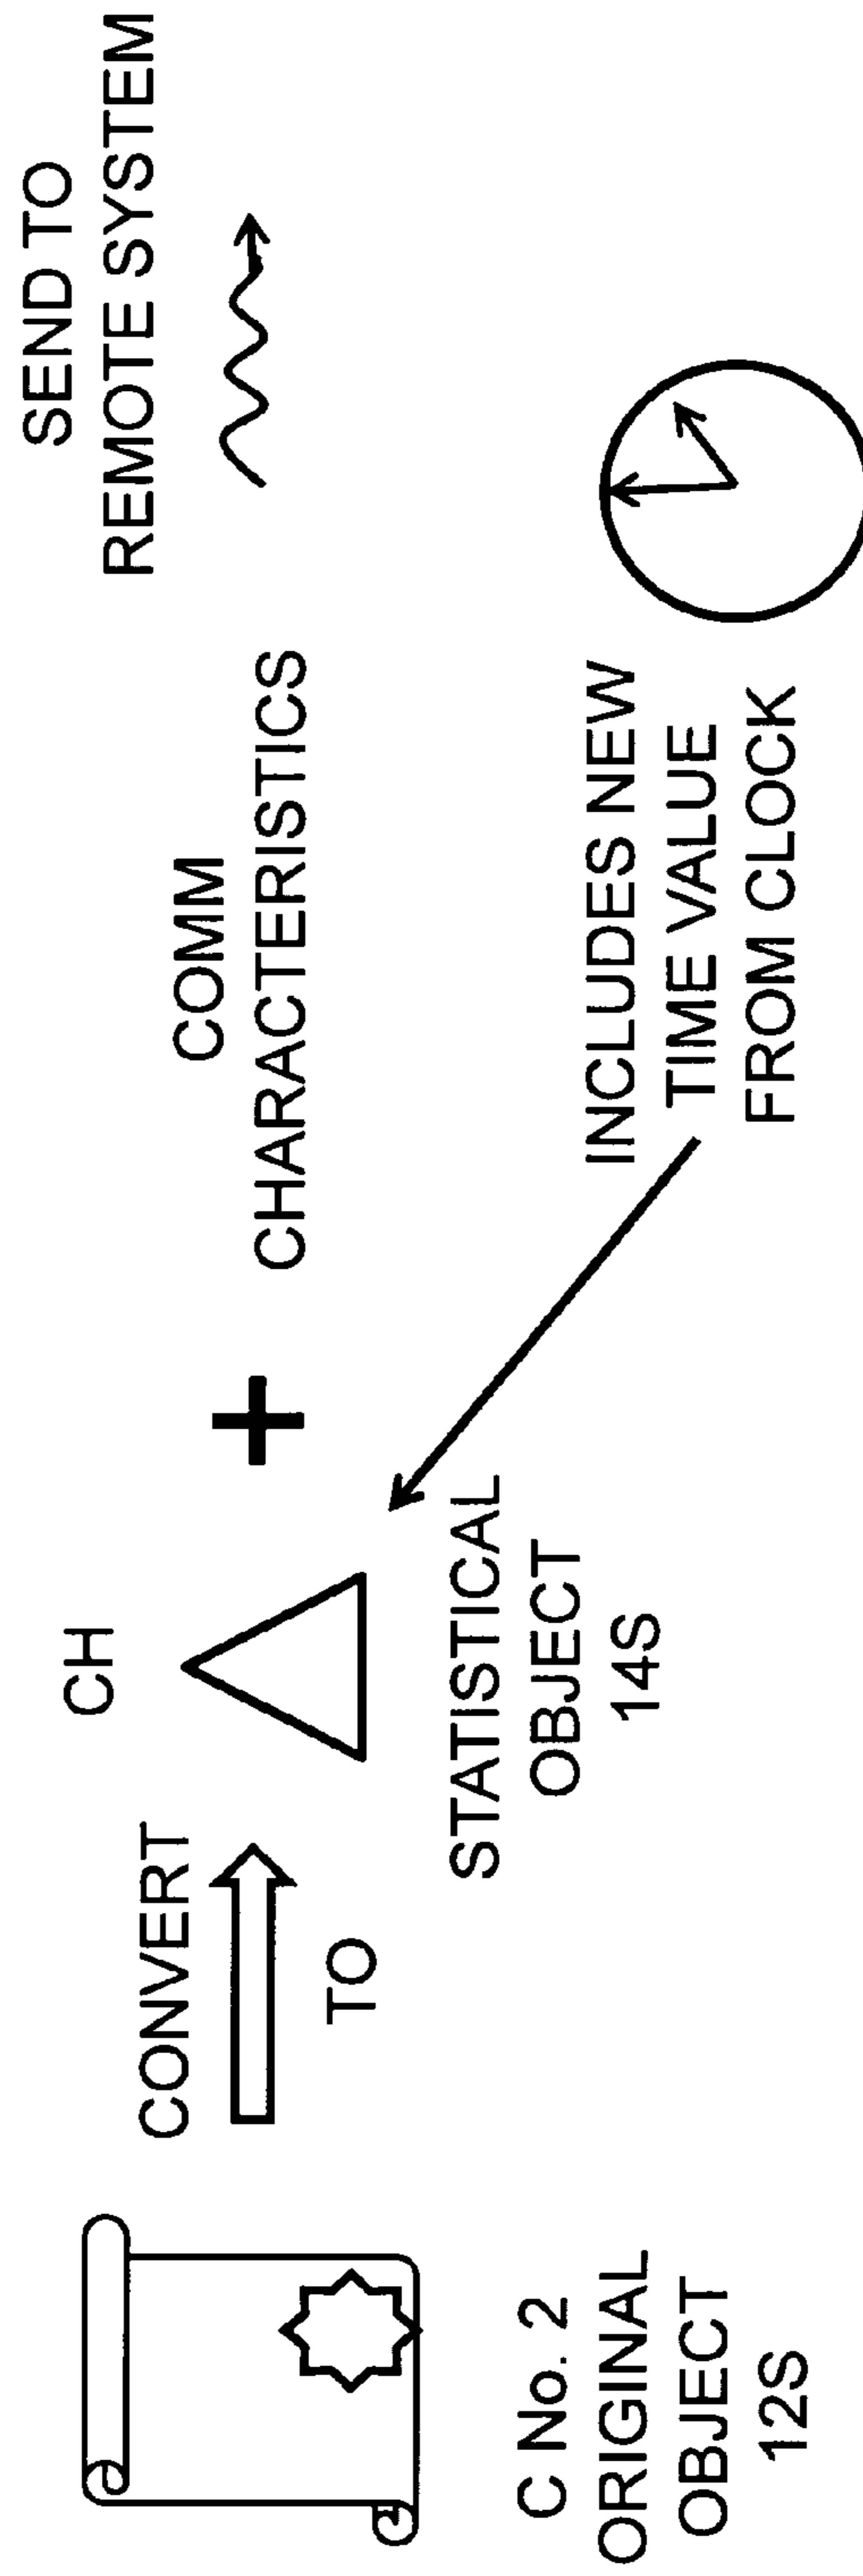 C No. 2
ORIGINAL
OBJECT
12S
CONVERT
TO
CH
STATISTICAL
OBJECT
14S
COMM
CHARACTERISTICS
INCLUDES NEW
TIME VALUE
FROM CLOCK
SEND TO
REMOTE SYSTEM